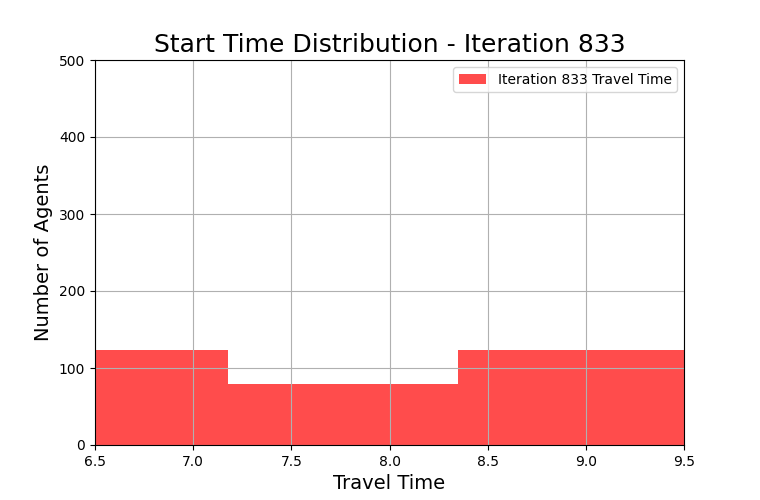 Start Time Distribution - Iteration 833
500
400
300
200
100
0
Number of Agents
Iteration 833 Travel Time
6.5 7.0 7.5 8.0 8.5 9.0 9.5
Travel Time